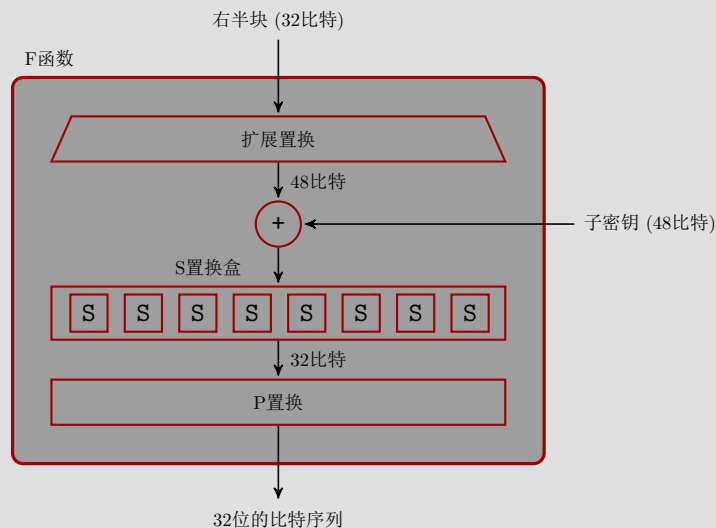 右半块 (32比特)
F函数
扩展置换
48比特
+
子密钥 (48比特)
S置换盒
S S S S S S S S
32比特
P置换
32位的比特序列